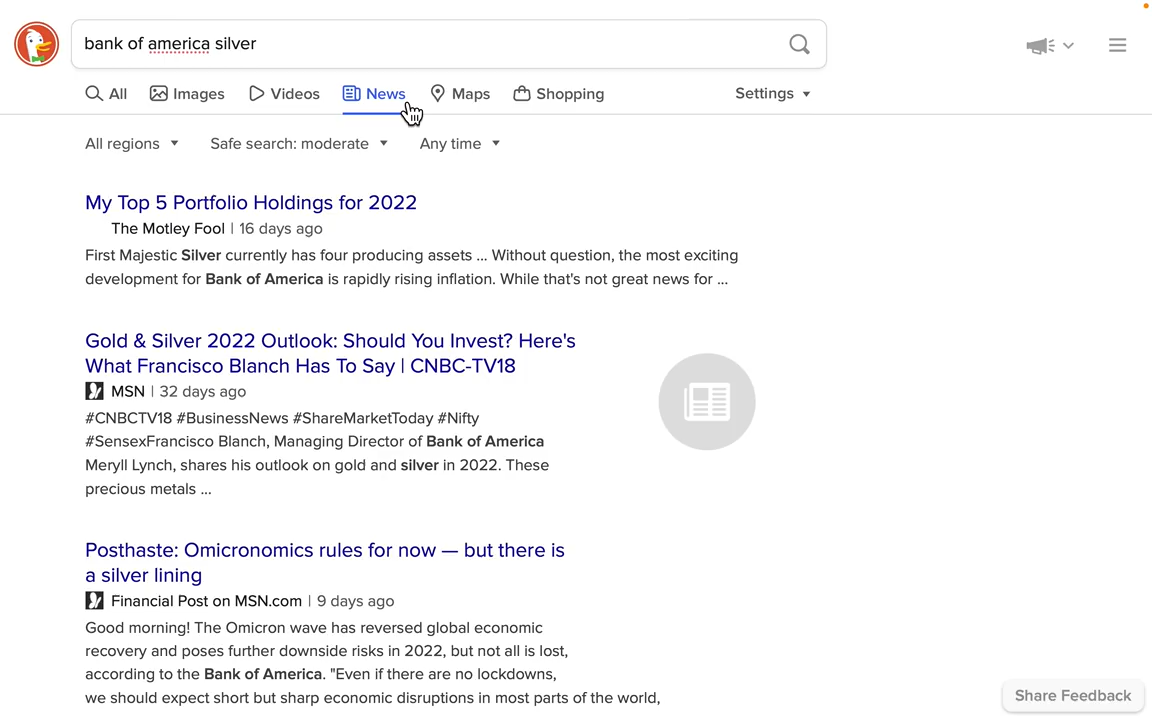 bank of america silver
All Images Videos News Maps Shopping Settings
All regions Safe search: moderate Any time
My Top 5 Portfolio Holdings for 2022
The Motley Fool | 16 days ago
First Majestic Silver currently has four producing assets ... Without question, the most exciting
development for Bank of America is rapidly rising inflation. While that's not great news for ...
Gold & Silver 2022 Outlook: Should You Invest? Here's
What Francisco Blanch Has To Say | CNBC-TV18
MSN | 32 days ago
#CNBCTV18 #BusinessNews #ShareMarketToday #Nifty
#SensexFrancisco Blanch, Managing Director of Bank of America
Meryll Lynch, shares his outlook on gold and silver in 2022. These
precious metals ...
Posthaste: Omicronomics rules for now — but there is
a silver lining
Financial Post on MSN.com | 9 days ago
Good morning! The Omicron wave has reversed global economic
recovery and poses further downside risks in 2022, but not all is lost,
according to the Bank of America. "Even if there are no lockdowns,
we should expect short but sharp economic disruptions in most parts of the world,
Share Feedback